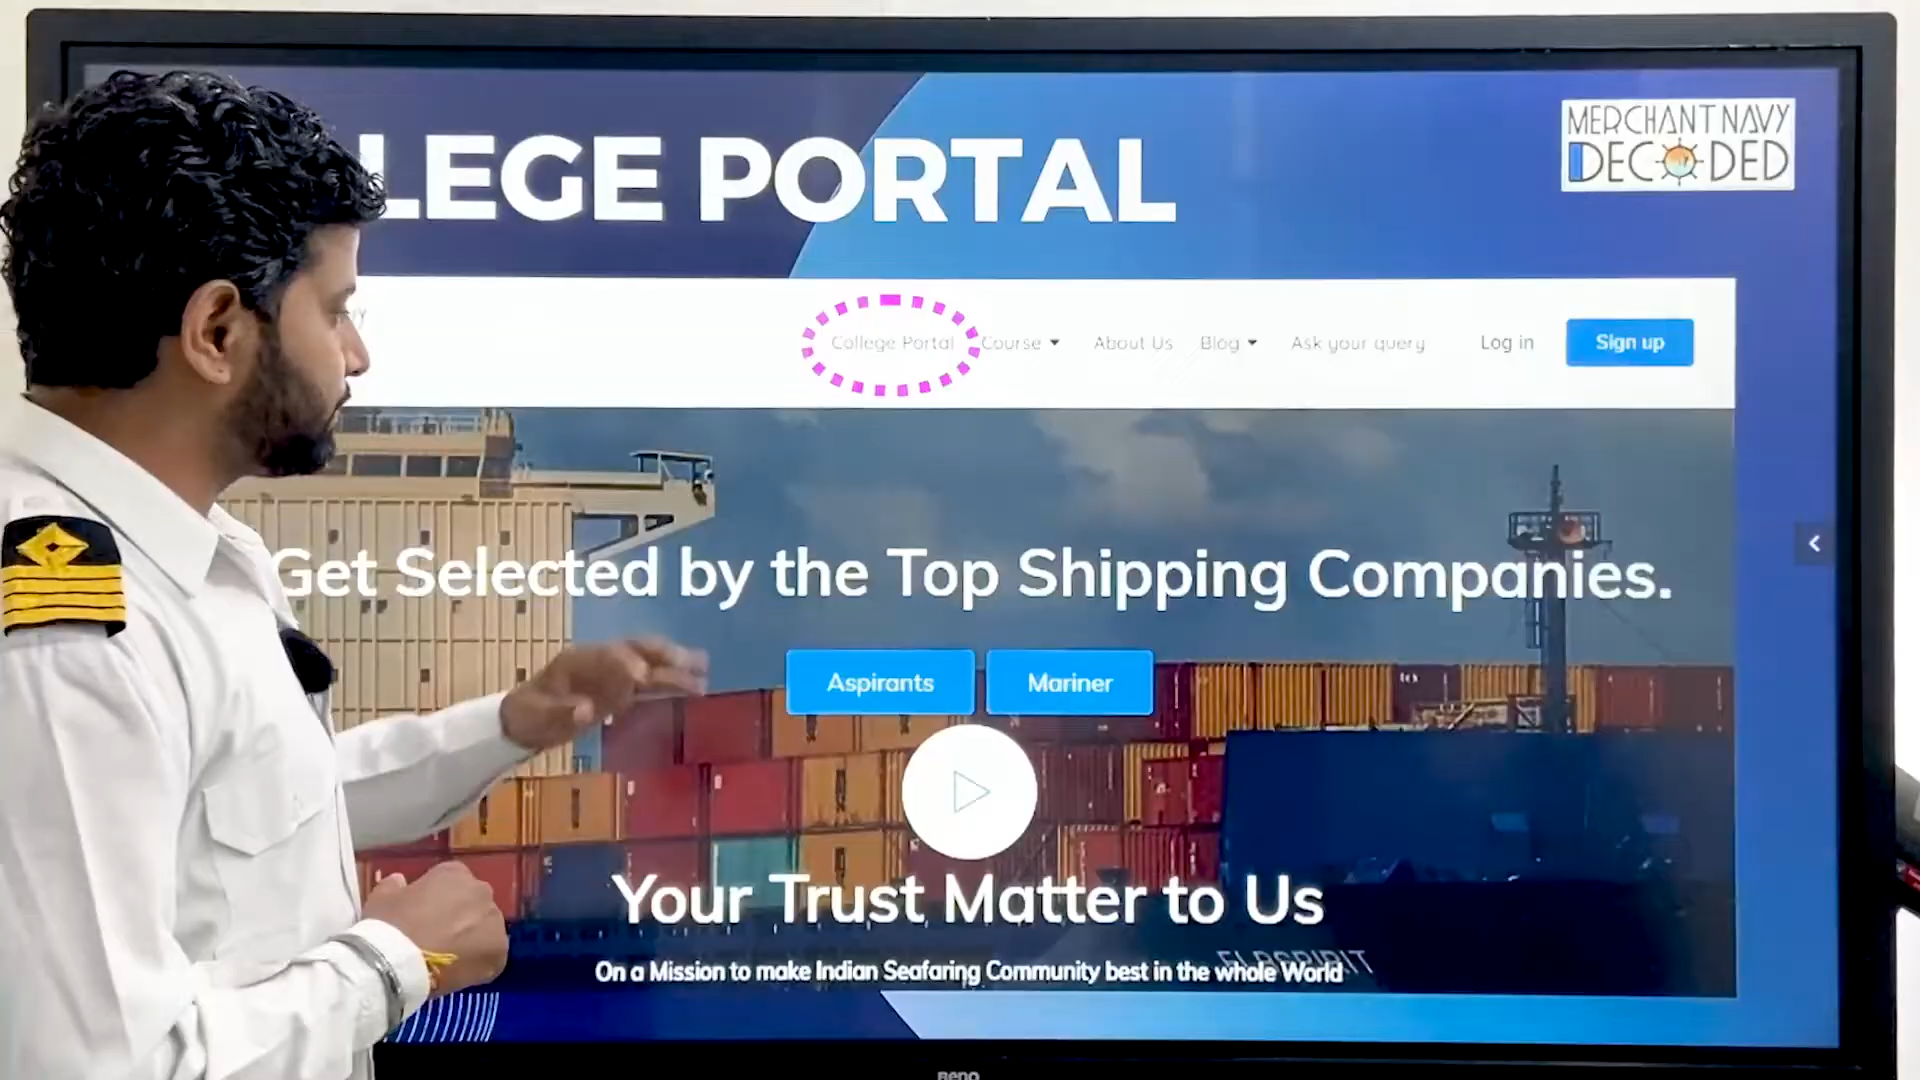 LEGE PORTAL
MERCHANT NAVY
DECODED
College Portal Course About Us Blog Ask your query Log in Sign up
Get Selected by the Top Shipping Companies.
Aspirants Mariner
Your Trust Matter to Us
On a Mission to make Indian Seafaring Community best in the whole World
BenQ